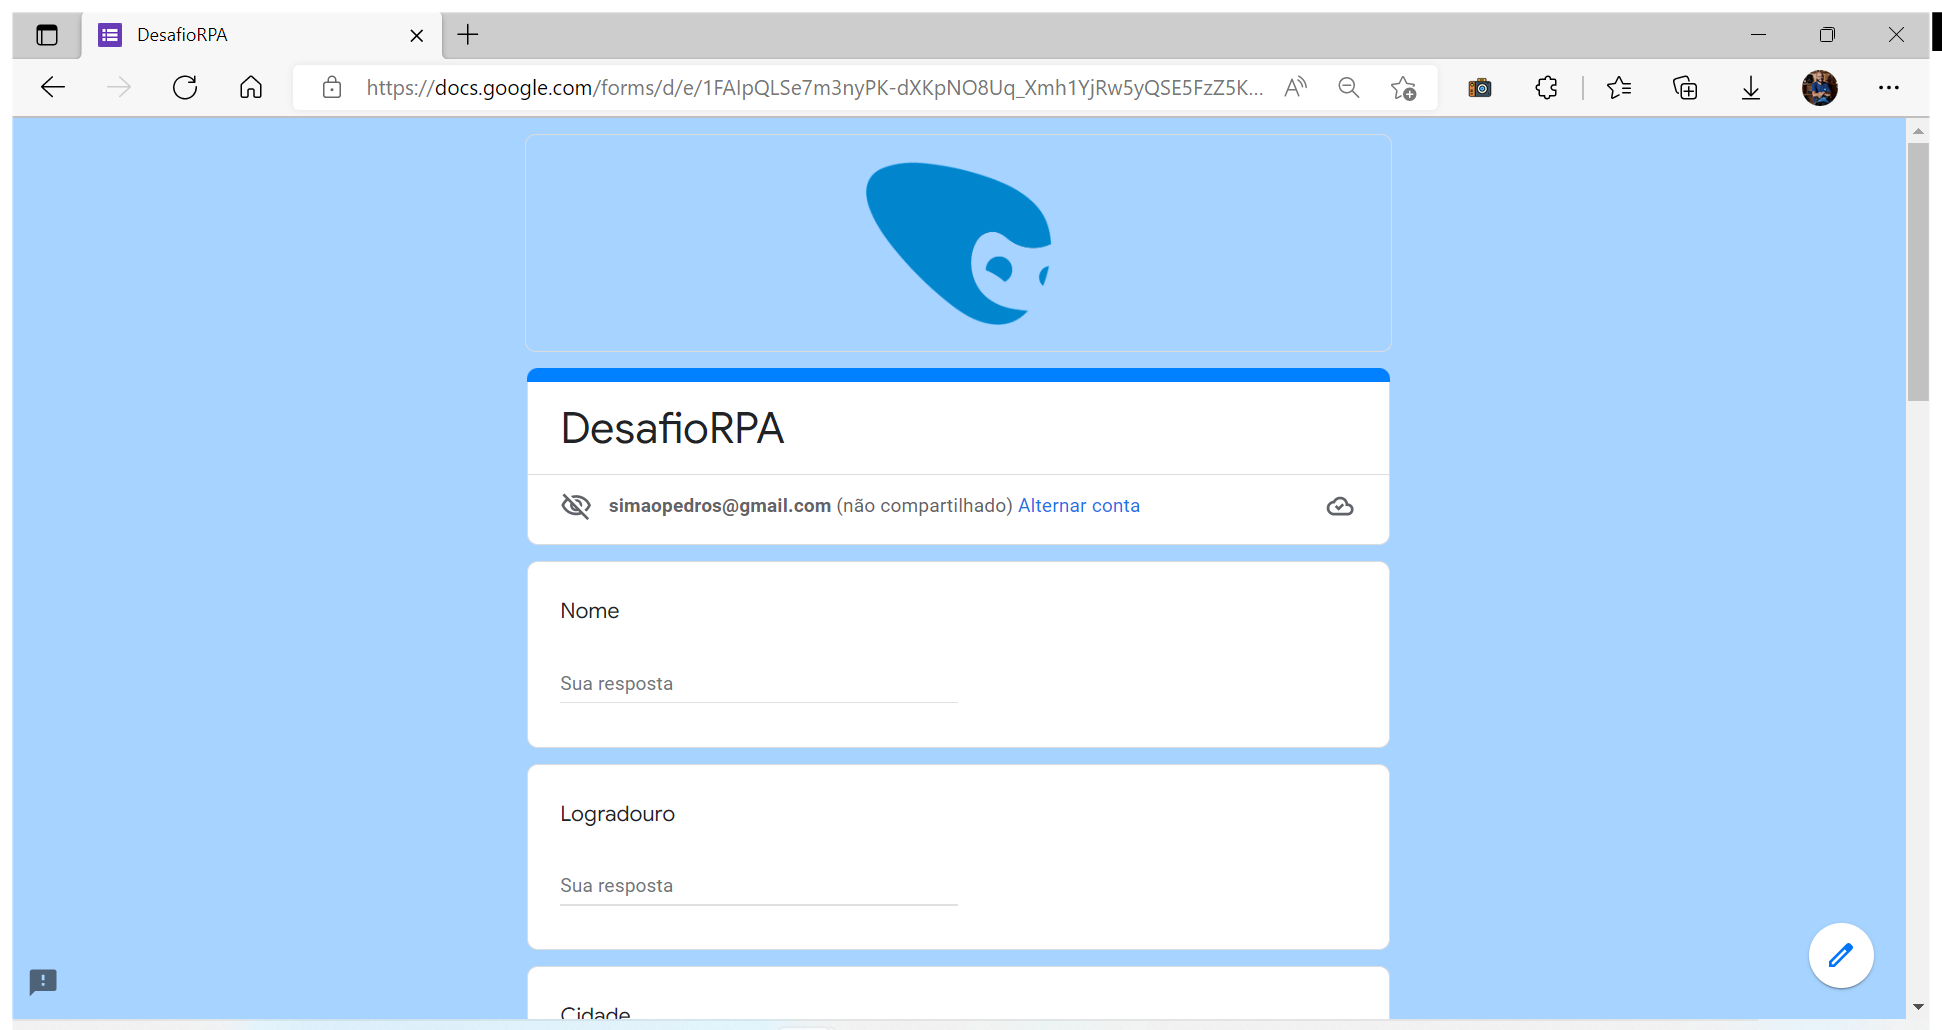 DesafioRPA
https://docs.google.com/forms/d/e/1FAIpQLSe7m3nyPK-dXKpNO8Uq_Xmh1YjRw5yQSE5FzZ5K...
DesafioRPA
simaopedros@gmail.com (não compartilhado) Alternar conta
Nome
Sua resposta
Logradouro
Sua resposta
Cidade